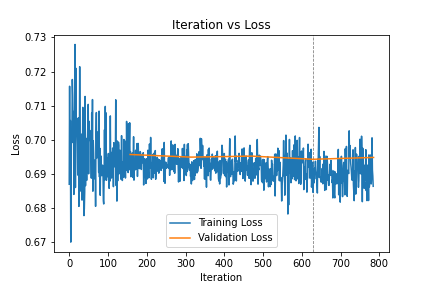 Iteration vs Loss
0.73
0.72
0.71
0.70
0.69
0.68
0.67
Loss
Training Loss
Validation Loss
0 100 200 300 400 500 600 700 800
Iteration